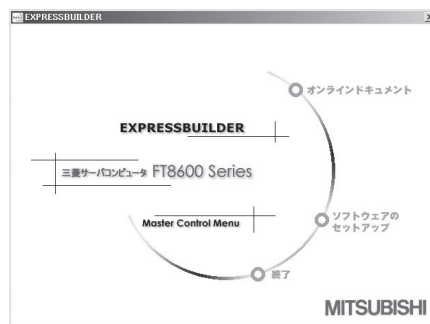 EXPRESSBUILDER
オンラインドキュメント
EXPRESSBUILDER
三菱サーバコンピュータ FT8600 Series
ソフトウェアの
セットアップ
Master Control Menu
終了
MITSUBISHI